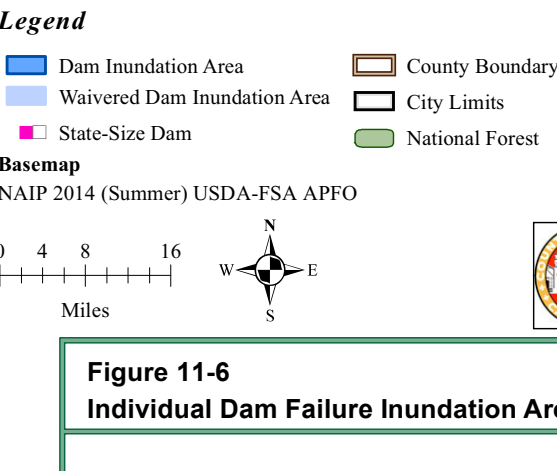 Legend
Dam Inundation Area
Waivered Dam Inundation Area
State-Size Dam
County Boundary
City Limits
National Forest
Basemap
NAIP 2014 (Summer) USDA-FSA APFO
0 4 8 16
Miles
N
W E
S
Figure 11-6
Individual Dam Failure Inundation